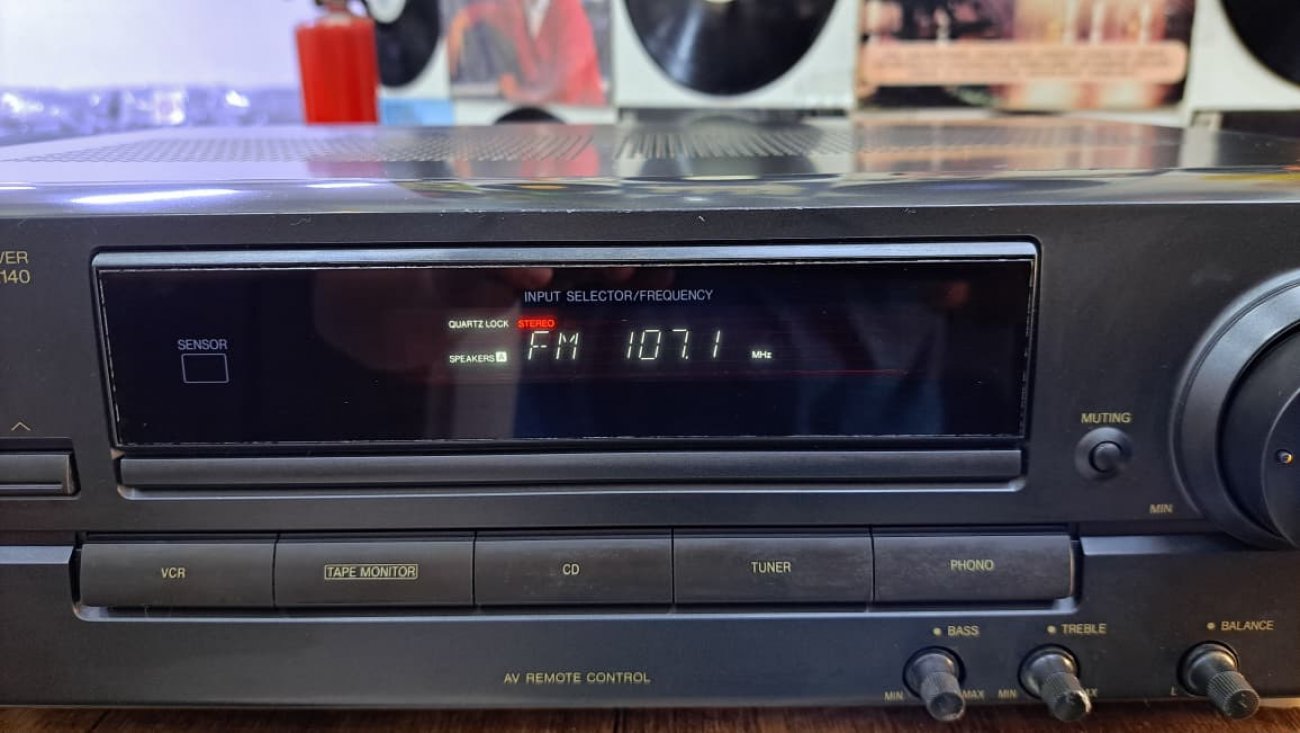 VER
140
INPUT SELECTOR/FREQUENCY
QUARTZ LOCK STEREO
SENSOR
SPEAKERS A FM 107.1 MHz
MUTING
MIN
VCR
TAPE MONITOR
CD
TUNER
PHONO
BASS
TREBLE
BALANCE
AV REMOTE CONTROL
MIN MAX MIN
L